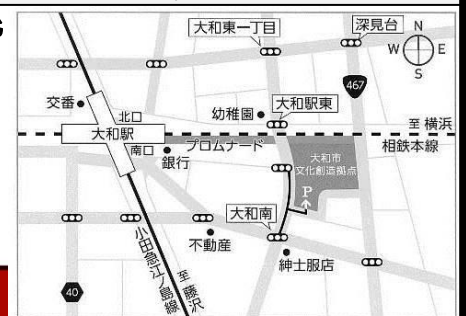 大和東一丁目
深見台
N
W E
S
467
交番
幼稚園
大和駅東
北口
至 横浜
大和駅
プロムナード
相鉄本線
南口
銀行
大和市
文化創造拠点
P
大和南
不動産
紳士服店
小田急江ノ島線
至 藤沢
40